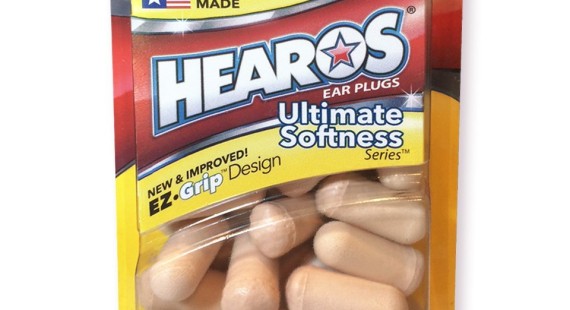 MADE
HEAROS®
EAR PLUGS
Ultimate
Softness
Series™
NEW & IMPROVED!
EZ•Grip™ Design